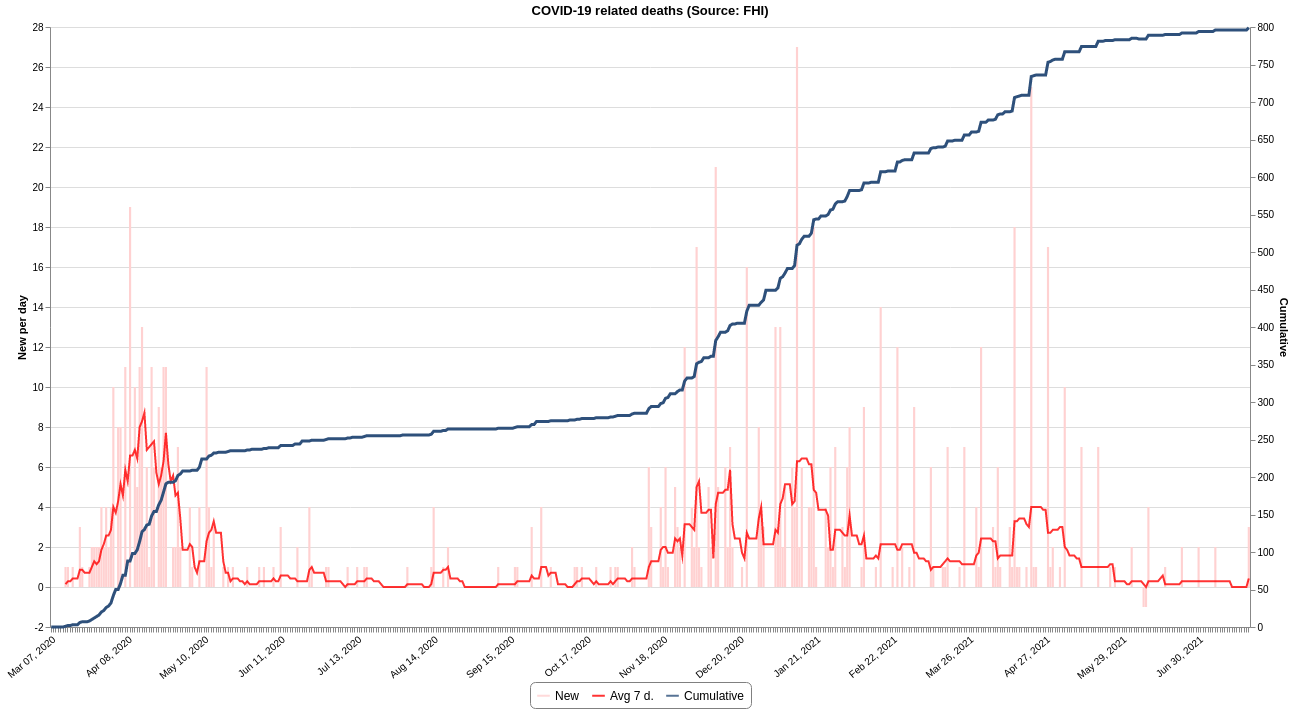 COVID-19 related deaths (Source: FHI)
28
26
24
22
20
18
16
14
12
10
8
6
4
2
0
-2
New per day
800
750
700
650
600
550
500
450
400
350
300
250
200
150
100
50
0
Cumulative
Mar 07, 2020
Apr 08, 2020
May 10, 2020
Jun 11, 2020
Jul 13, 2020
Aug 14, 2020
Sep 15, 2020
Oct 17, 2020
Nov 18, 2020
Dec 20, 2020
Jan 21, 2021
Feb 22, 2021
Mar 26, 2021
Apr 27, 2021
May 29, 2021
Jun 30, 2021
New Avg 7 d. Cumulative